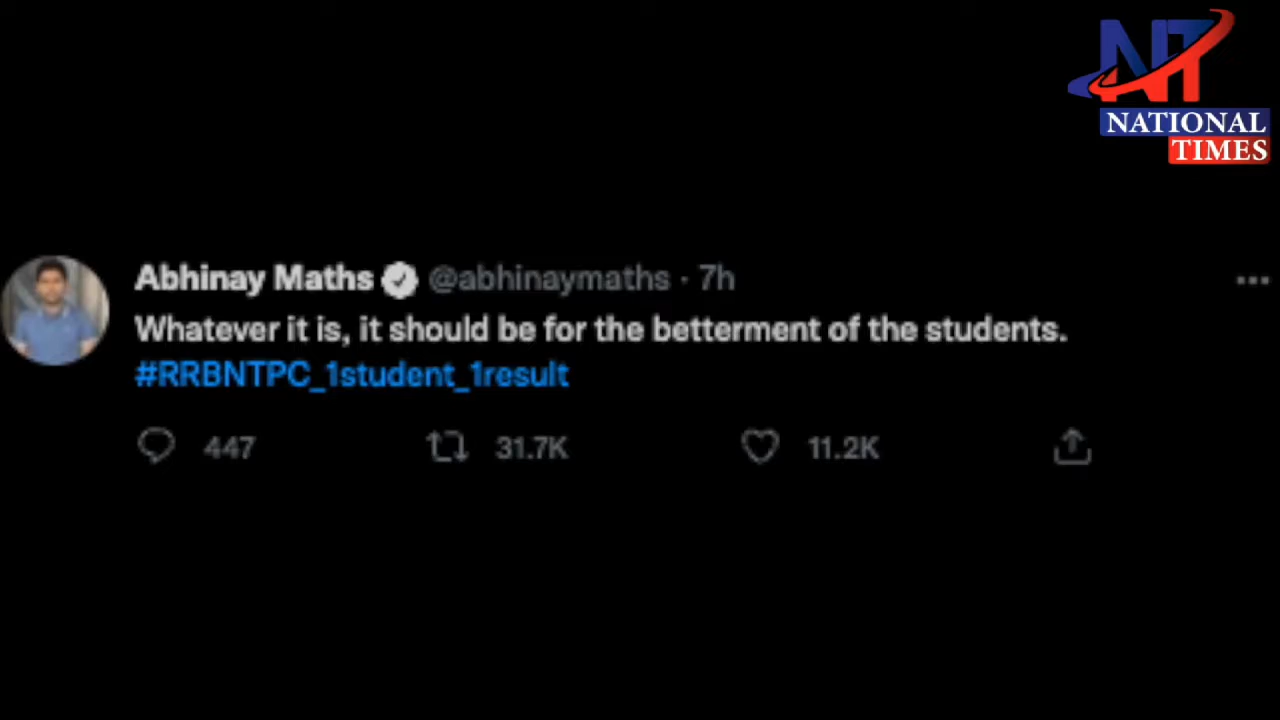 NT
NATIONAL
TIMES
Abhinay Maths @abhinaymaths · 7h
Whatever it is, it should be for the betterment of the students.
#RRBNTPC_1student_1result
447 31.7K 11.2K